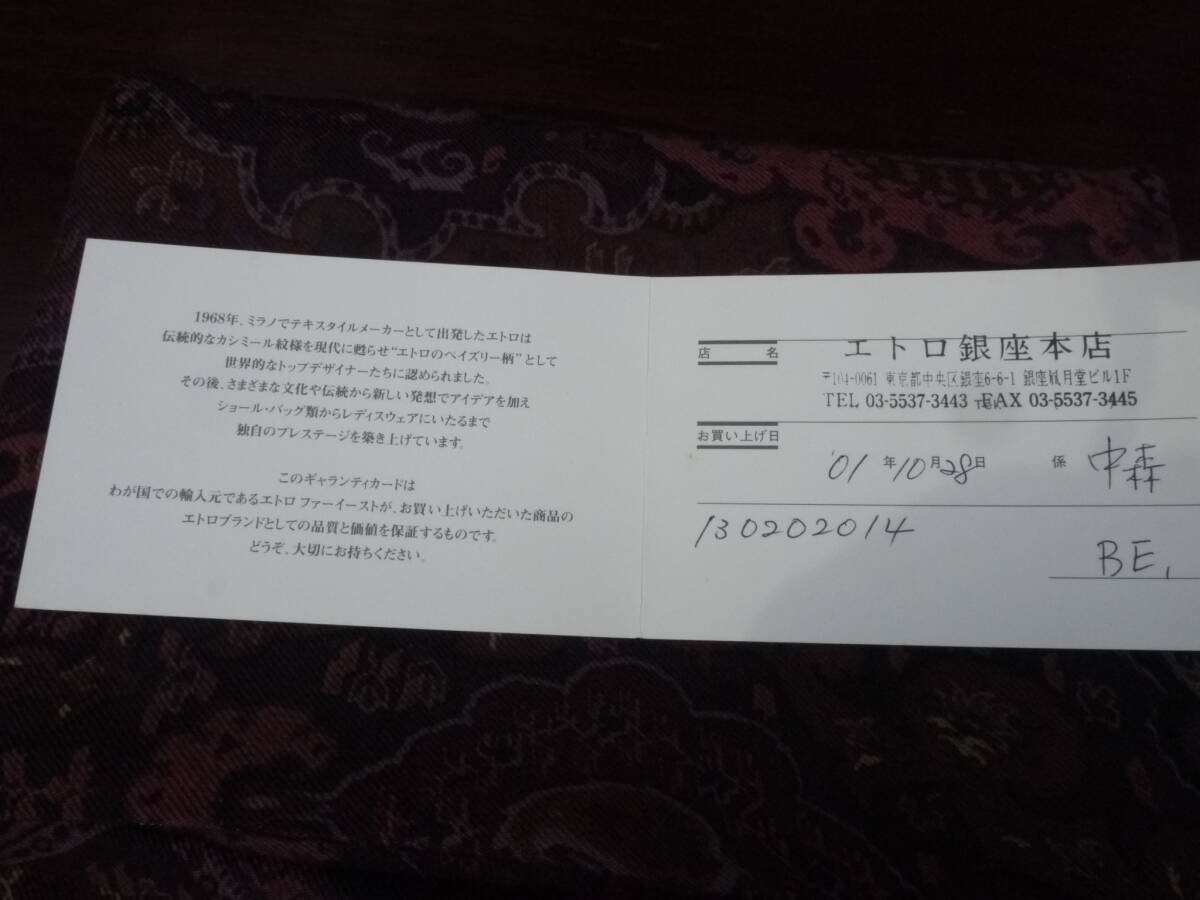 1968年、ミラノでテキスタイルメーカーとして出発したエトロは
伝統的なカシミール紋様を現代に甦らせ“エトロのペイズリー柄”として
世界的なトップデザイナーたちに認められました。
その後、さまざまな文化や伝統から新しい発想でアイデアを加え
ショール・バッグ類からレディスウェアにいたるまで
独自のプレステージを築き上げています。
このギャランティカードは
わが国での輸入元であるエトロ ファーイーストが、お買い上げいただいた商品の
エトロブランドとしての品質と価値を保証するものです。
どうぞ、大切にお持ちください。
店名 エトロ銀座本店
〒104-0061 東京都中央区銀座6-6-1 銀座凮月堂ビル1F
TEL 03-5537-3443 FAX 03-5537-3445
お買い上げ日
'01年10月28日 係 中森
130202014
BE,